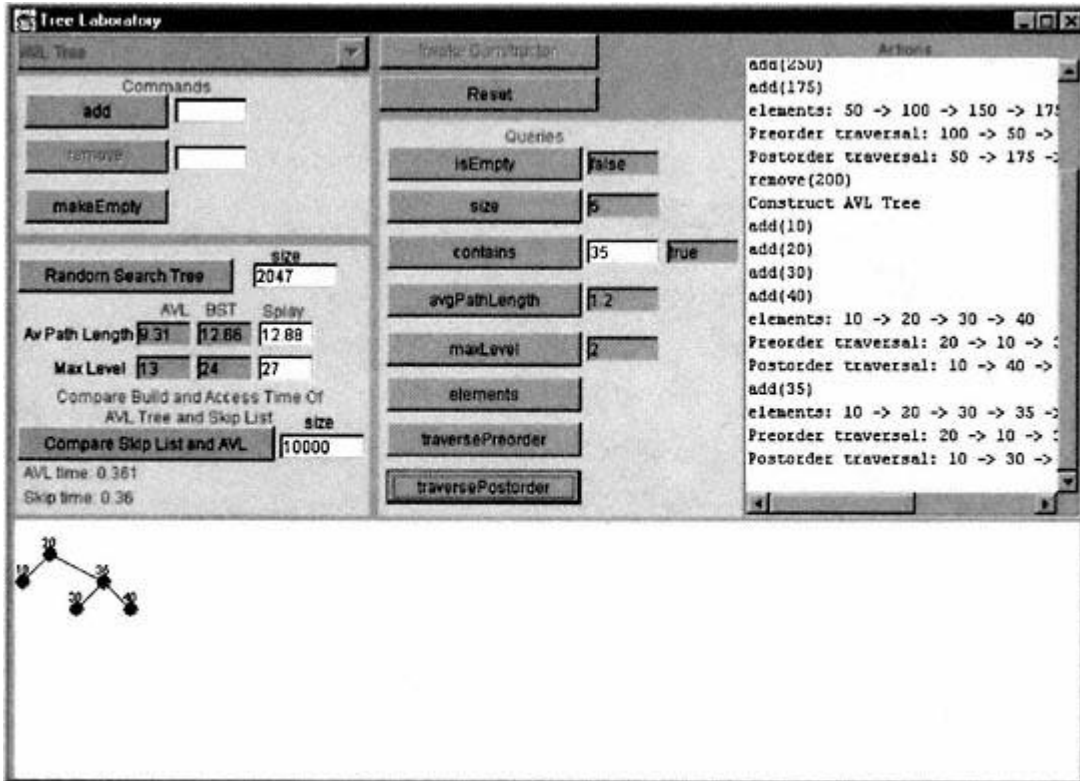 Tree Laboratory
AVL Tree
Commands
add
remove
makeEmpty
Random Search Tree
size
2047
AVL BST Splay
Av Path Length 9.31 12.88
Max Level 13 24 27
Compare Build and Access Time Of
AVL Tree and Skip List
size
Compare Skip List and AVL 10000
AVL time: 0.361
Skip time: 0.36
Invoke Constructor
Reset
Queries
isEmpty false
size
contains 35 true
avgPathLength 1.2
maxLevel 2
elements
traversePreorder
traversePostorder
Actions
add(250)
add(175)
elements: 50 -> 100 -> 150 -> 175
Preorder traversal: 100 -> 50 ->
Postorder traversal: 50 -> 175 ->
remove(200)
Construct AVL Tree
add(10)
add(20)
add(30)
add(40)
elements: 10 -> 20 -> 30 -> 40
Preorder traversal: 20 -> 10 ->
Postorder traversal: 10 -> 40 ->
add(35)
elements: 10 -> 20 -> 30 -> 35 ->
Preorder traversal: 20 -> 10 ->
Postorder traversal: 10 -> 30 ->
20
10 35
30 40